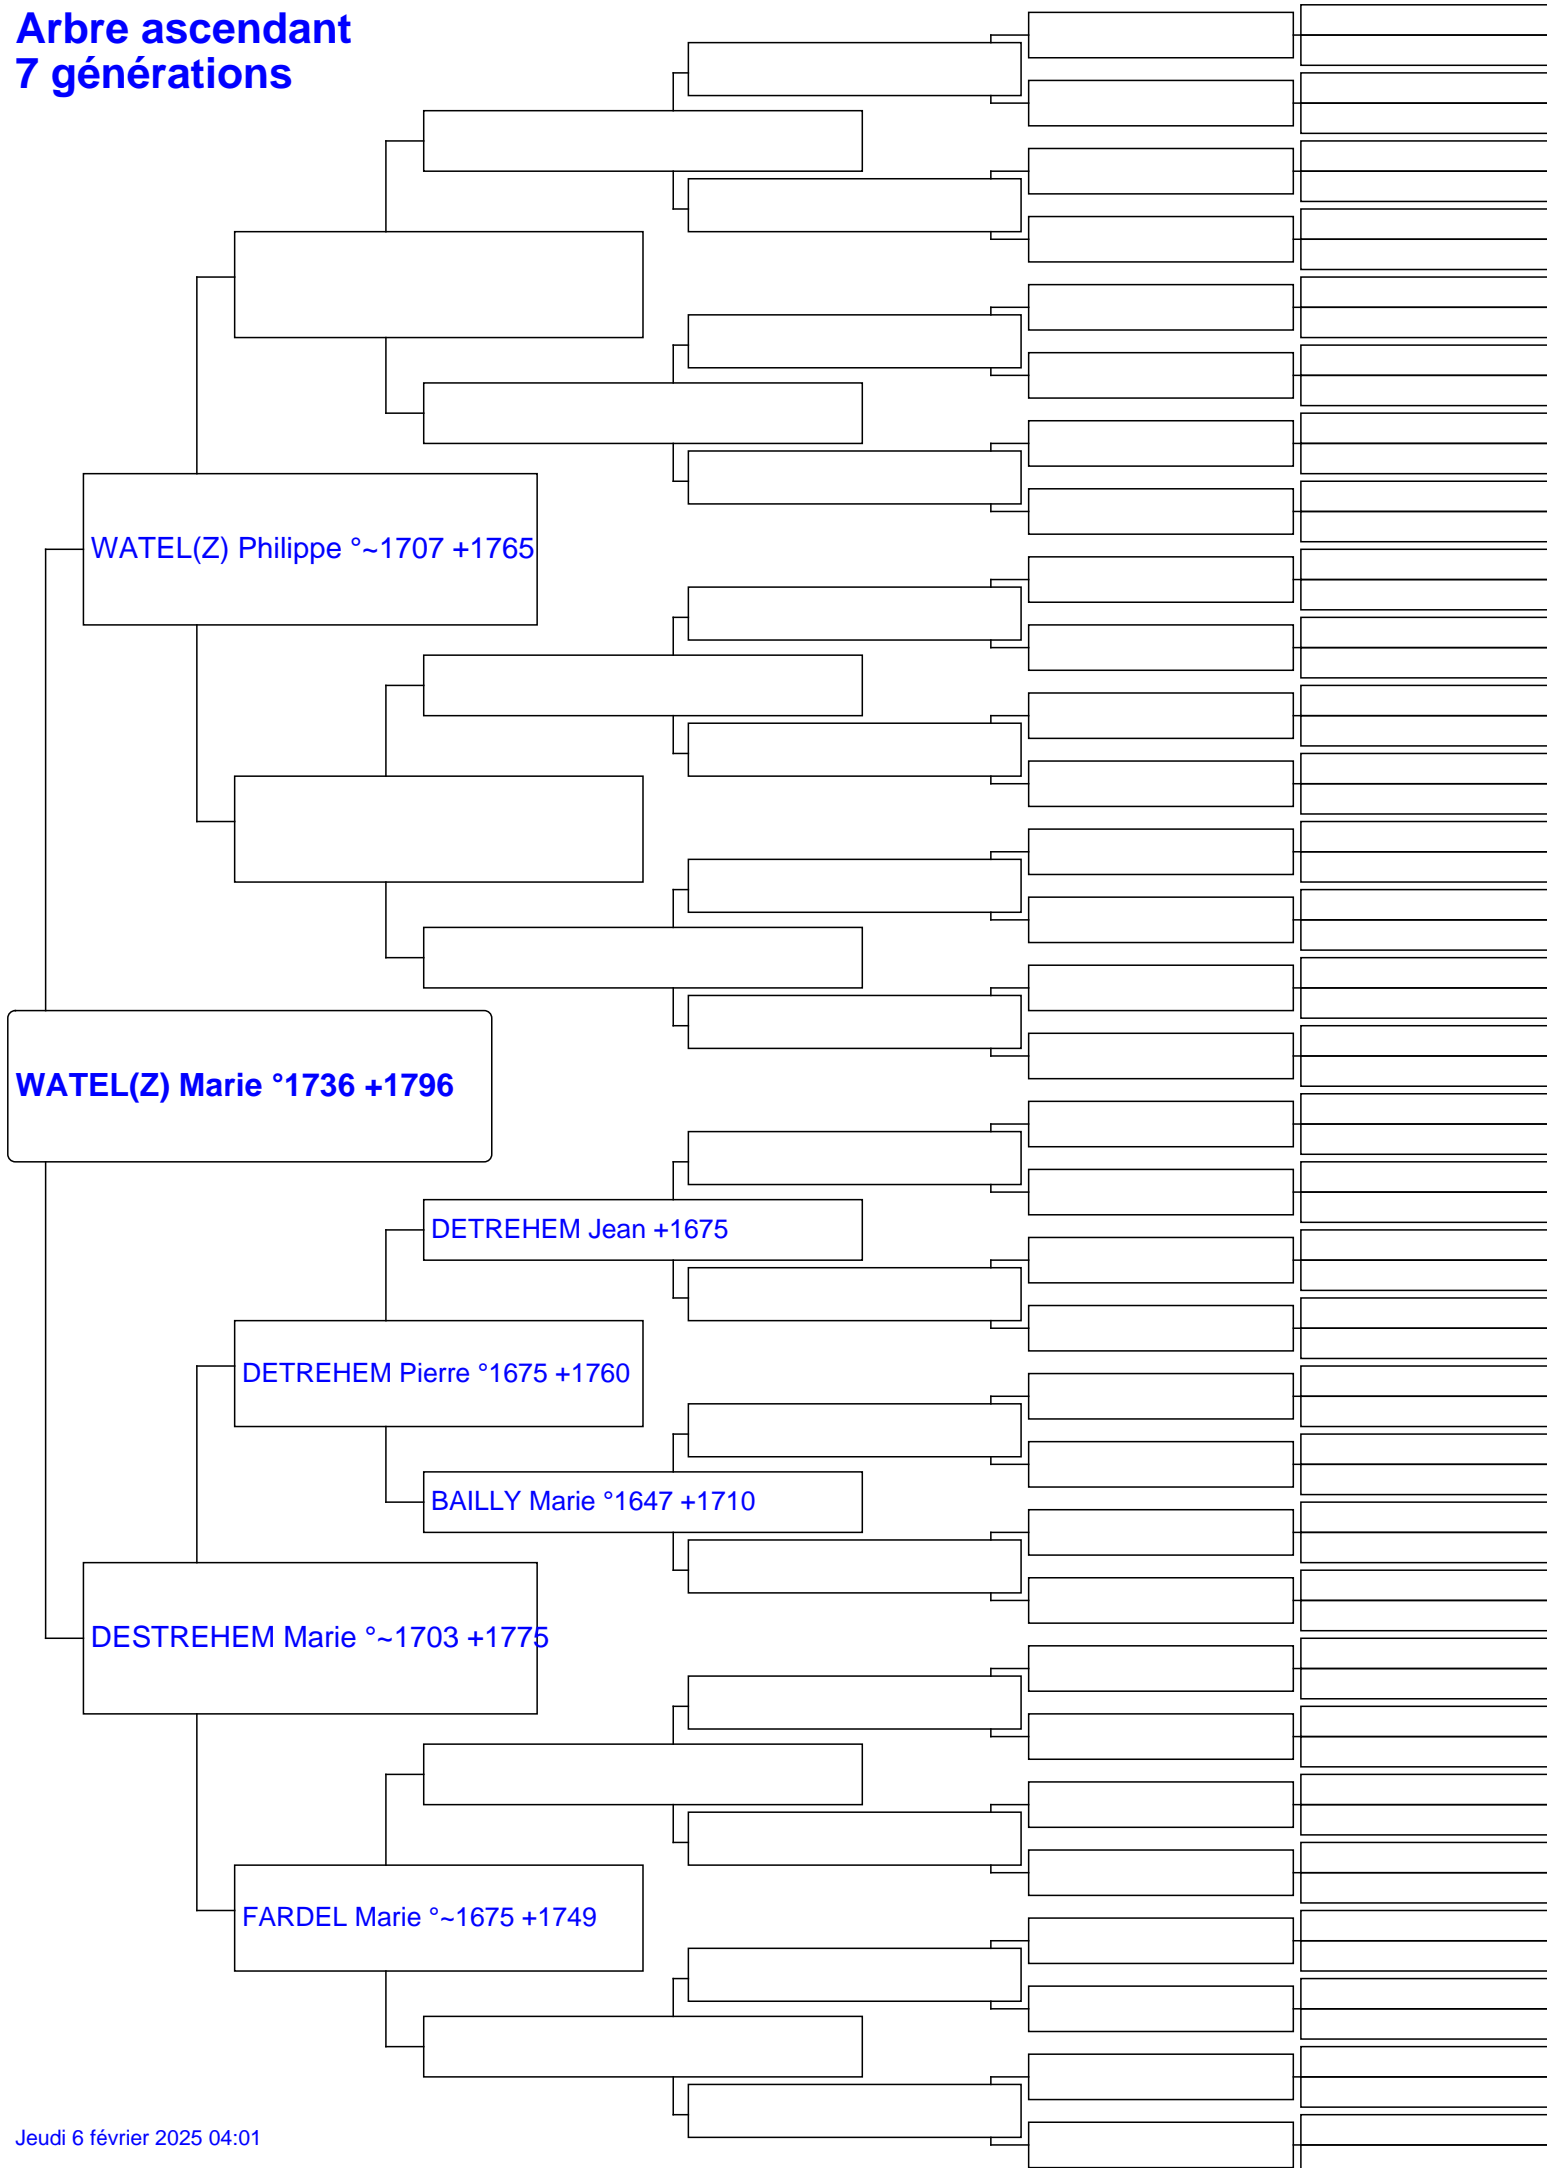 Arbre ascendant
7 générations
WATEL(Z) Philippe °~1707 +1765
WATEL(Z) Marie °1736 +1796
DETREHEM Jean +1675
DETREHEM Pierre °1675 +1760
BAILLY Marie °1647 +1710
DESTREHEM Marie °~1703 +1775
FARDEL Marie °~1675 +1749
Jeudi 6 février 2025 04:01